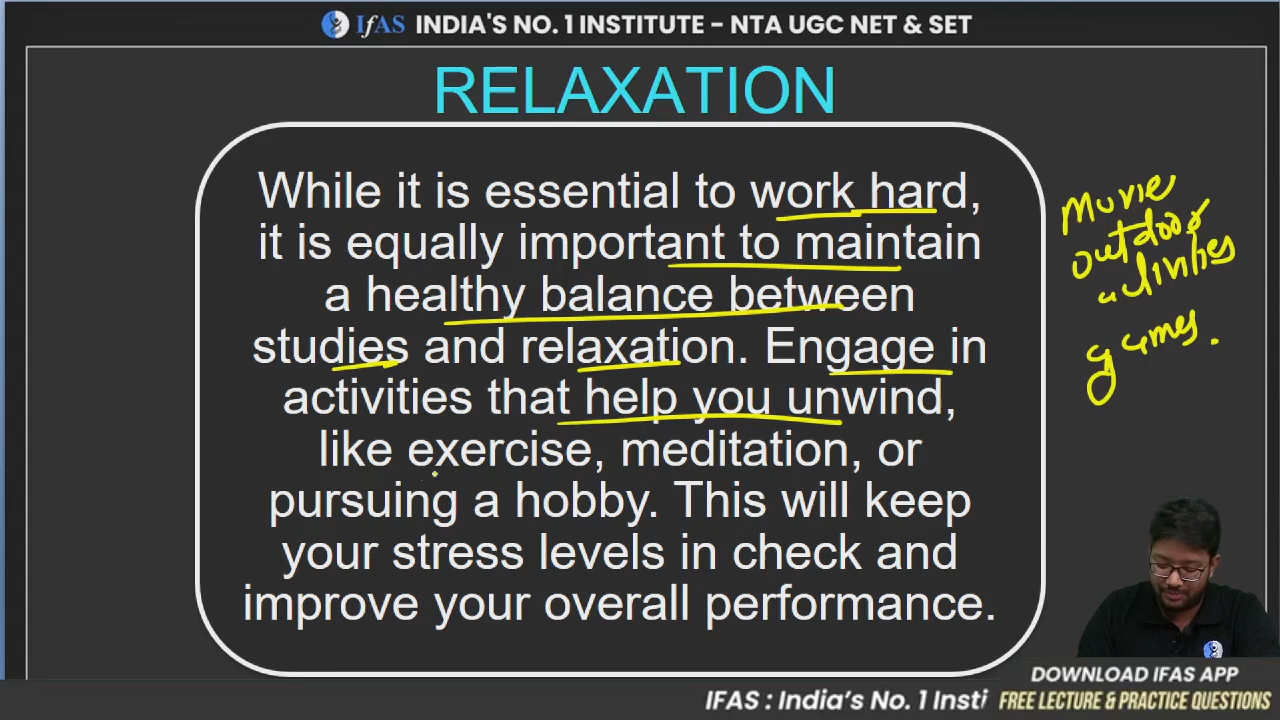 IfAS INDIA'S NO. 1 INSTITUTE - NTA UGC NET & SET
RELAXATION
While it is essential to work hard,
it is equally important to maintain
a healthy balance between
studies and relaxation. Engage in
activities that help you unwind,
like exercise, meditation, or
pursuing a hobby. This will keep
your stress levels in check and
improve your overall performance.
Movie
outdoor
activities
games.
DOWNLOAD IFAS APP
IFAS : India's No. 1 Insti
FREE LECTURE & PRACTICE QUESTIONS